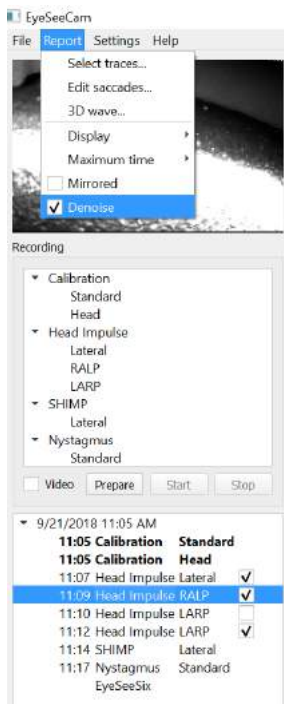 EyeSeeCam
File Report Settings Help
Select traces...
Edit saccades...
3D wave...
Display
Maximum time
Mirrored
Denoise
Recording
Calibration
Standard
Head
Head Impulse
Lateral
RALP
LARP
SHIMP
Lateral
Nystagmus
Standard
Video Prepare Start Stop
9/21/2018 11:05 AM
11:05 Calibration Standard
11:05 Calibration Head
11:07 Head Impulse Lateral
11:09 Head Impulse RALP
11:10 Head Impulse LARP
11:12 Head Impulse LARP
11:14 SHIMP Lateral
11:17 Nystagmus Standard
EyeSeeSix